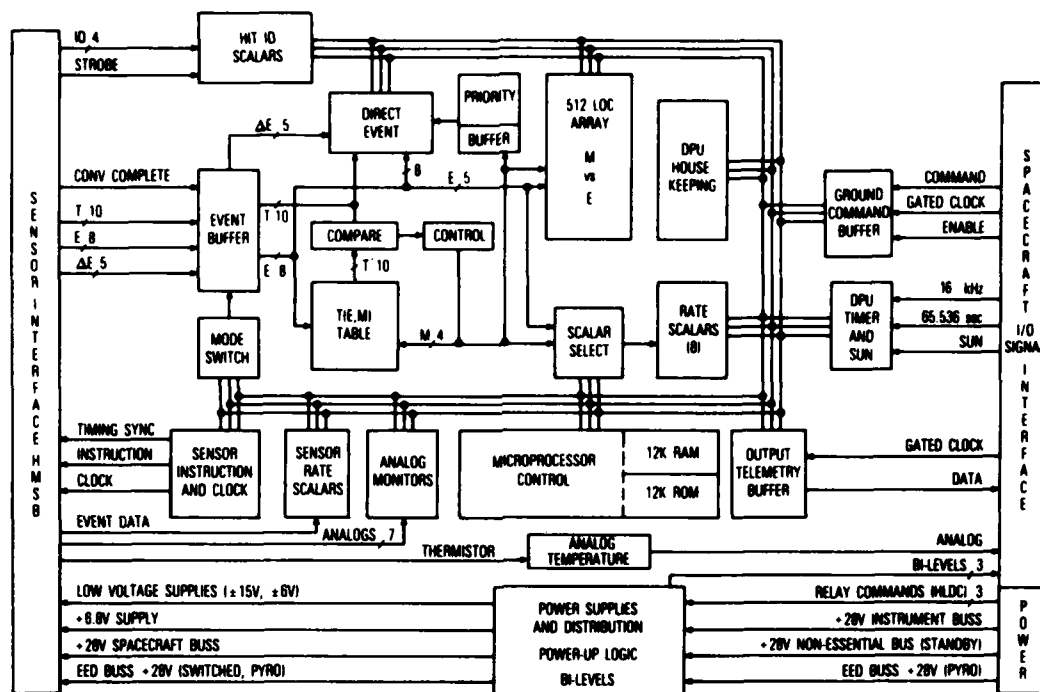 SENSOR INTERFACE HMSB
IO 4
STROBE
HIT ID
SCALARS
ΔE 5
DIRECT
EVENT
PRIORITY
BUFFER
512 LOC
ARRAY
M
vs
E
DPU
HOUSE
KEEPING
8
E 5
CONV COMPLETE
T 10
E 8
ΔE 5
EVENT
BUFFER
T 10
E 8
COMPARE
CONTROL
T' 10
T(E,M)
TABLE
M 4
MODE
SWITCH
SCALAR
SELECT
RATE
SCALARS
(8)
GROUND
COMMAND
BUFFER
COMMAND
GATED CLOCK
ENABLE
DPU
TIMER
AND
SUN
16 kHz
65.536 sec
SUN
SPACECRAFT
I/O
SIGNAL
INTERFACE
TIMING SYNC
INSTRUCTION
CLOCK
SENSOR
INSTRUCTION
AND CLOCK
SENSOR
RATE
SCALARS
ANALOG
MONITORS
MICROPROCESSOR
CONTROL
12K RAM
12K ROM
OUTPUT
TELEMETRY
BUFFER
GATED CLOCK
DATA
EVENT DATA
ANALOGS 7
THERMISTOR
ANALOG
TEMPERATURE
ANALOG
BI-LEVELS 3
LOW VOLTAGE SUPPLIES (±15V, ±6V)
+6.8V SUPPLY
+28V SPACECRAFT BUSS
EED BUSS +28V (SWITCHED, PYRO)
POWER SUPPLIES
AND DISTRIBUTION
POWER-UP LOGIC
BI-LEVELS
RELAY COMMANDS (HLDC) 3
+28V INSTRUMENT BUSS
+28V NON-ESSENTIAL BUS (STANDBY)
EED BUSS +28V (PYRO)
POWER